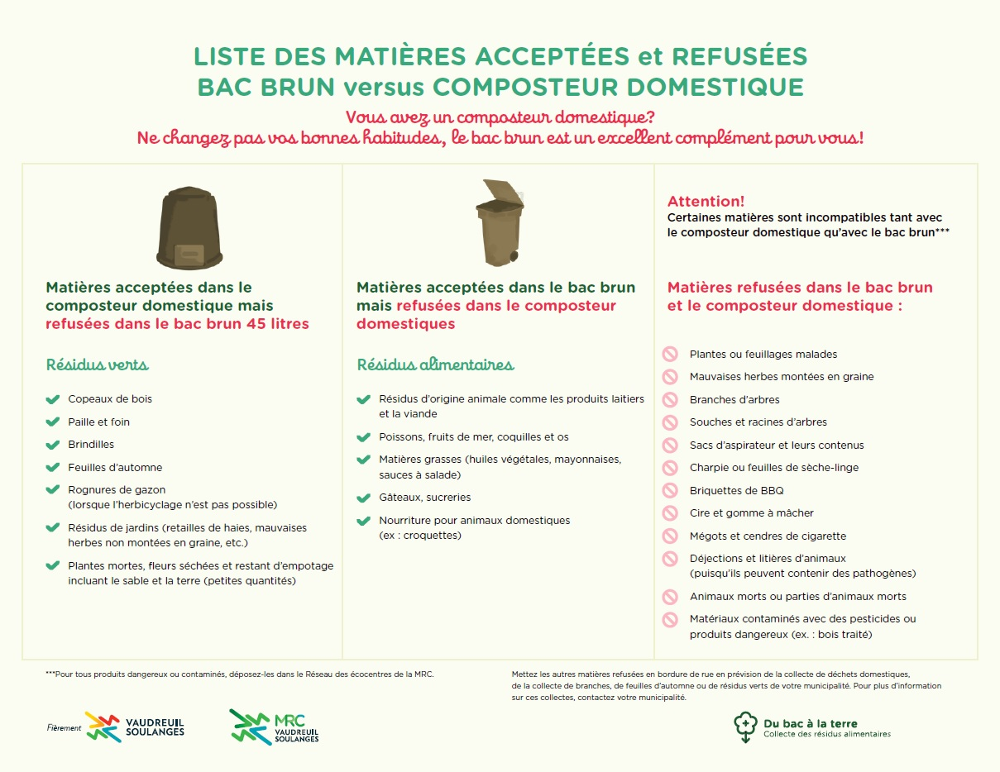 LISTE DES MATIÈRES ACCEPTÉES et REFUSÉES
BAC BRUN versus COMPOSTEUR DOMESTIQUE
Vous avez un composteur domestique?
Ne changez pas vos bonnes habitudes, le bac brun est un excellent complément pour vous!
Matières acceptées dans le
composteur domestique mais
refusées dans le bac brun 45 litres
Résidus verts
Copeaux de bois
Paille et foin
Brindilles
Feuilles d'automne
Rognures de gazon
(lorsque l'herbicyclage n'est pas possible)
Résidus de jardins (retailles de haies, mauvaises
herbes non montées en graine, etc.)
Plantes mortes, fleurs séchées et restant d'empotage
incluant le sable et la terre (petites quantités)
Matières acceptées dans le bac brun
mais refusées dans le composteur
domestiques
Résidus alimentaires
Résidus d'origine animale comme les produits laitiers
et la viande
Poissons, fruits de mer, coquilles et os
Matières grasses (huiles végétales, mayonnaises,
sauces à salade)
Gâteaux, sucreries
Nourriture pour animaux domestiques
(ex : croquettes)
Attention!
Certaines matières sont incompatibles tant avec
le composteur domestique qu'avec le bac brun***
Matières refusées dans le bac brun
et le composteur domestique :
Plantes ou feuillages malades
Mauvaises herbes montées en graine
Branches d'arbres
Souches et racines d'arbres
Sacs d'aspirateur et leurs contenus
Charpie ou feuilles de sèche-linge
Briquettes de BBQ
Cire et gomme à mâcher
Mégots et cendres de cigarette
Déjections et litières d'animaux
(puisqu'ils peuvent contenir des pathogènes)
Animaux morts ou parties d'animaux morts
Matériaux contaminés avec des pesticides ou
produits dangereux (ex. : bois traité)
***Pour tous produits dangereux ou contaminés, déposez-les dans le Réseau des écocentres de la MRC.
Mettez les autres matières refusées en bordure de rue en prévision de la collecte de déchets domestiques,
de la collecte de branches, de feuilles d'automne ou de résidus verts de votre municipalité. Pour plus d'information
sur ces collectes, contactez votre municipalité.
Fièrement
VAUDREUIL
SOULANGES
MRC
VAUDREUIL
SOULANGES
Du bac à la terre
Collecte des résidus alimentaires